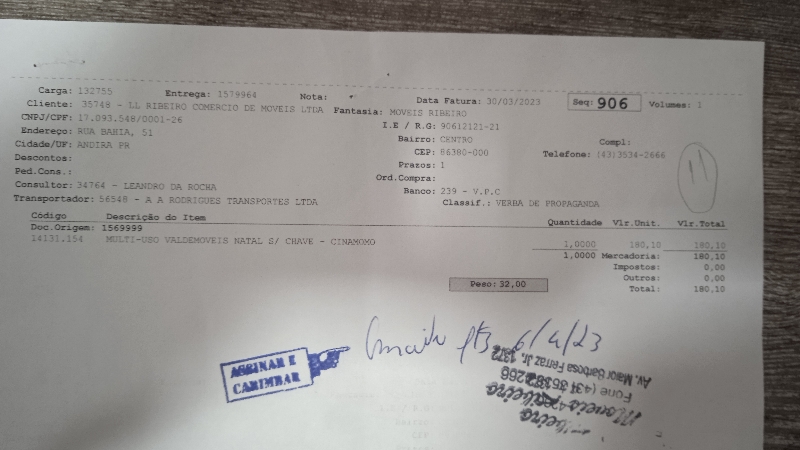 Carga: 132755 Entrega: 1579964 Nota: Data Fatura: 30/03/2023 Seq: 906 Volumes: 1
Cliente: 35748 - LL RIBEIRO COMERCIO DE MOVEIS LTDA Fantasia: MOVEIS RIBEIRO
CNPJ/CPF: 17.093.548/0001-26 I.E / R.G: 90612121-21
Endereço: RUA BAHIA, 51 Bairro: CENTRO Compl:
Cidade/UF: ANDIRA PR CEP: 86380-000 Telefone: (43)3534-2666
Descontos: Prazos: 1
Ped.Cons.: Ord.Compra:
Consultor: 34764 - LEANDRO DA ROCHA Banco: 239 - V.P.C
Transportador: 56548 - A A RODRIGUES TRANSPORTES LTDA Classif.: VERBA DE PROPAGANDA
11
Código Descrição do Item Quantidade Vlr.Unit. Vlr.Total
Doc.Origem: 1569999
14131.154 MULTI-USO VALDEMOVEIS NATAL S/ CHAVE - CINAMOMO 1,0000 180,10 180,10
1,0000 Mercadoria: 180,10
Impostos: 0,00
Outros: 0,00
Peso: 32,00 Total: 180,10
6/4/23
ASSINAR E
CARIMBAR
Av. Maior Barbosa Ferraz Jr, 1372
Fone (43)
Moveis Ribeiro